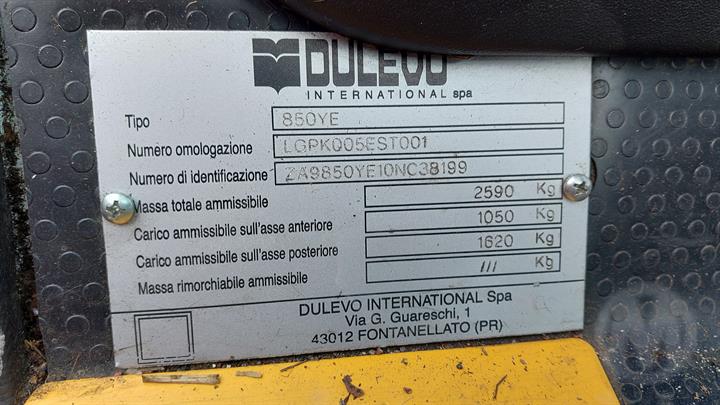 DULEVO
INTERNATIONAL spa
Tipo 850YE
Numero omologazione LGPKQ05EST001
Numero di identificazione ZA9850YE10NC38199
Massa totale ammissibile 2590 Kg
Carico ammissibile sull'asse anteriore 1050 Kg
Carico ammissibile sull'asse posteriore 1620 Kg
Massa rimorchiabile ammissibile /// Kg
DULEVO INTERNATIONAL Spa
Via G. Guareschi, 1
43012 FONTANELLATO (PR)